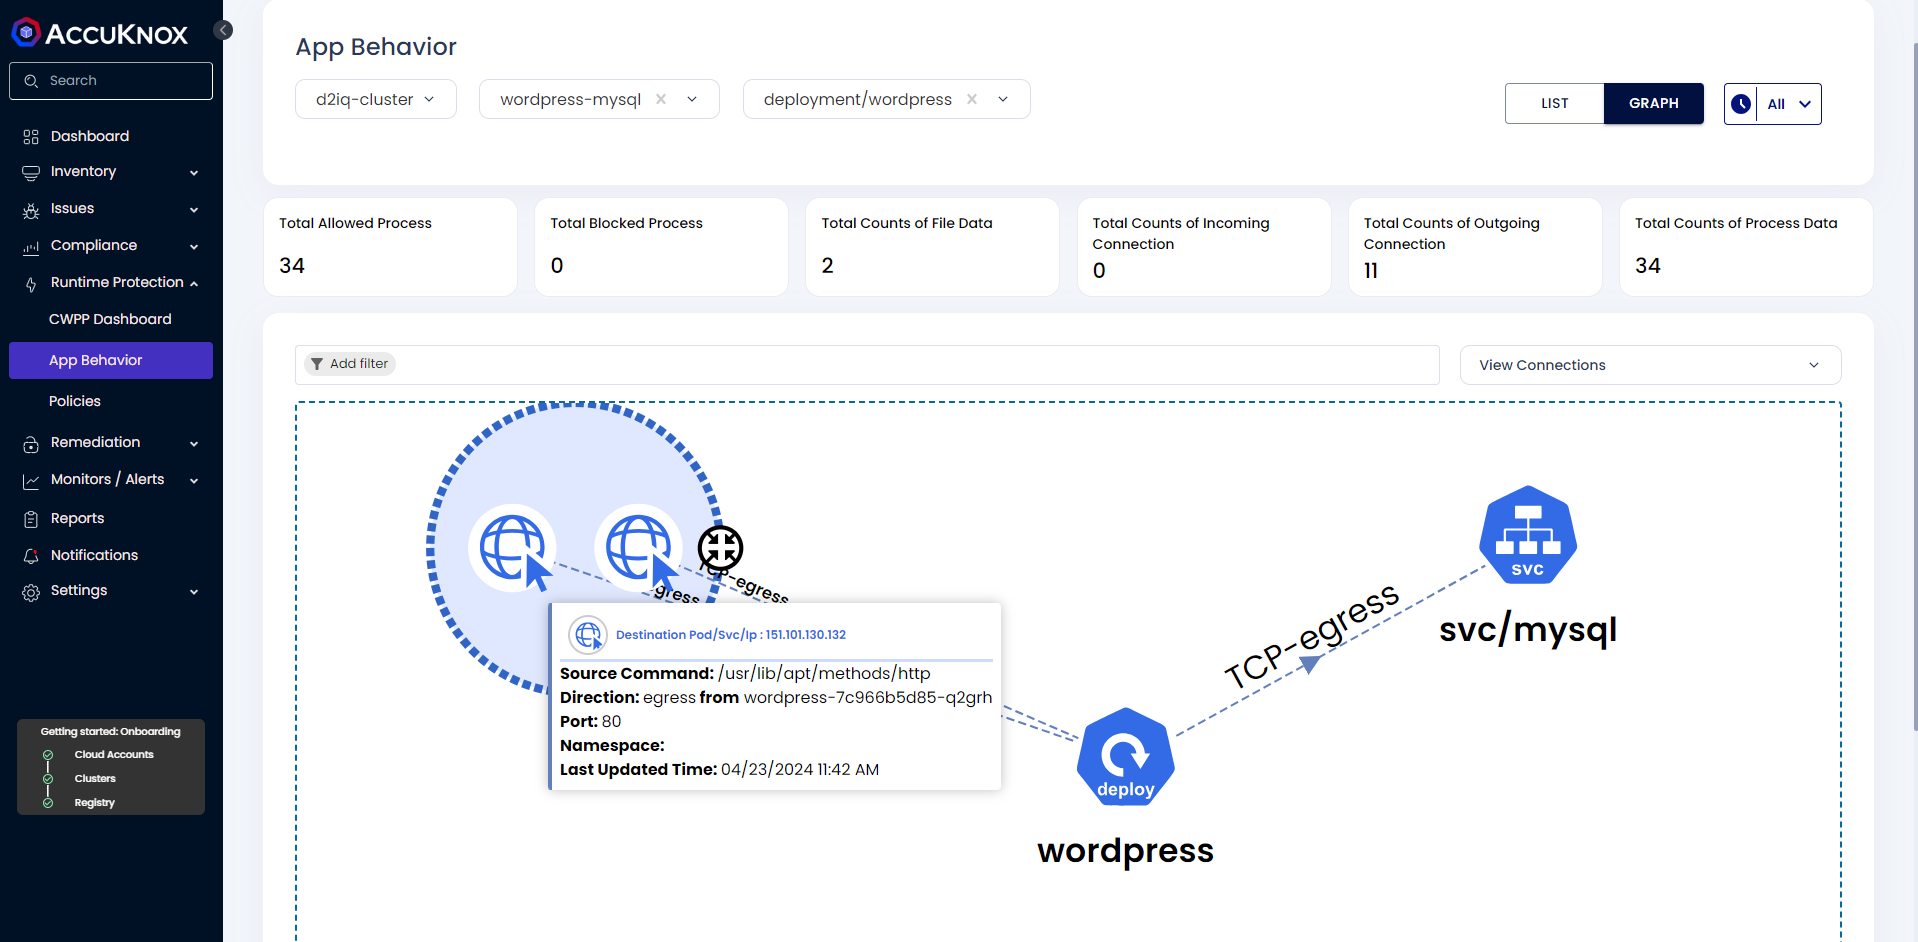 ACCUKNOX
Search
Dashboard
Inventory
Issues
Compliance
Runtime Protection
CWPP Dashboard
App Behavior
Policies
Remediation
Monitors / Alerts
Reports
Notifications
Settings
Getting started: Onboarding
Cloud Accounts
Clusters
Registry
App Behavior
d2iq-cluster
wordpress-mysql
deployment/wordpress
LIST
GRAPH
All
Total Allowed Process
34
Total Blocked Process
0
Total Counts of File Data
2
Total Counts of Incoming
Connection
0
Total Counts of Outgoing
Connection
11
Total Counts of Process Data
34
Add filter
View Connections
TCP-egress
egress
Destination Pod/Svc/Ip : 151.101.130.132
Source Command: /usr/lib/apt/methods/http
Direction: egress from wordpress-7c966b5d85-q2grh
Port: 80
Namespace:
Last Updated Time: 04/23/2024 11:42 AM
TCP-egress
svc
svc/mysql
deploy
wordpress